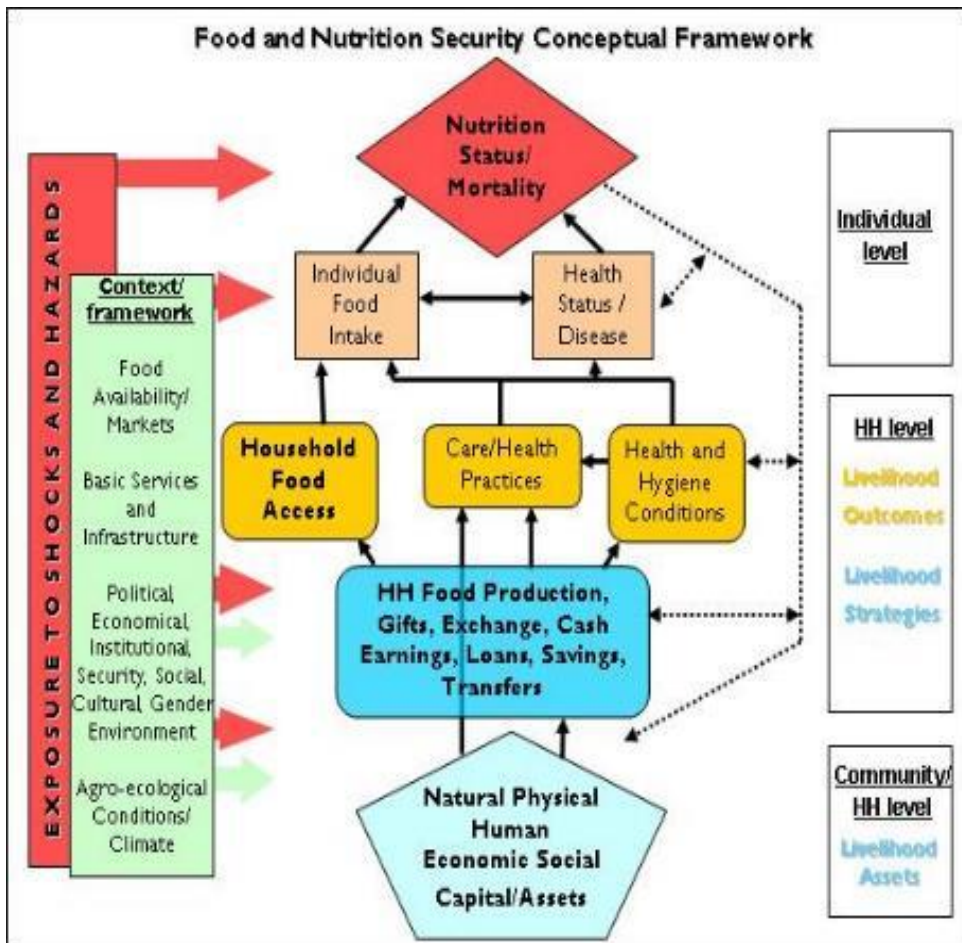 Food and Nutrition Security Conceptual Framework
EXPOSURE TO SHOCKS AND HAZARDS
Context/
framework
Food
Availability/
Markets
Basic Services
and
Infrastructure
Political,
Economical,
Institutional,
Security, Social,
Cultural, Gender
Environment
Agro-ecological
Conditions/
Climate
Nutrition
Status/
Mortality
Individual
Food
Intake
Health
Status /
Disease
Household
Food
Access
Care/Health
Practices
Health and
Hygiene
Conditions
HH Food Production,
Gifts, Exchange, Cash
Earnings, Loans, Savings,
Transfers
Natural Physical
Human
Economic Social
Capital/Assets
Individual
level
HH level
Livelihood
Outcomes
Livelihood
Strategies
Community/
HH level
Livelihood
Assets